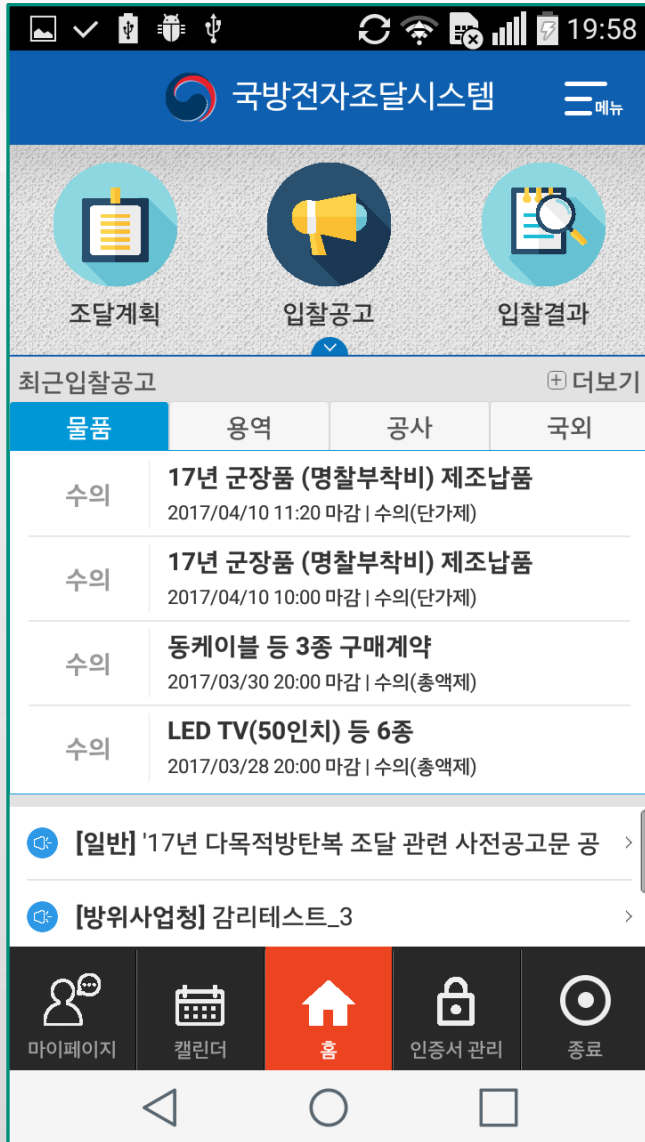 19:58
국방전자조달시스템
메뉴
조달계획 입찰공고 입찰결과
최근입찰공고 더보기
물품 용역 공사 국외
수의 17년 군장품 (명찰부착비) 제조납품
2017/04/10 11:20 마감 | 수의(단가제)
수의 17년 군장품 (명찰부착비) 제조납품
2017/04/10 10:00 마감 | 수의(단가제)
수의 동케이블 등 3종 구매계약
2017/03/30 20:00 마감 | 수의(총액제)
수의 LED TV(50인치) 등 6종
2017/03/28 20:00 마감 | 수의(총액제)
[일반] '17년 다목적방탄복 조달 관련 사전공고문 공
[방위사업청] 감리테스트_3
마이페이지 캘린더 홈 인증서 관리 종료